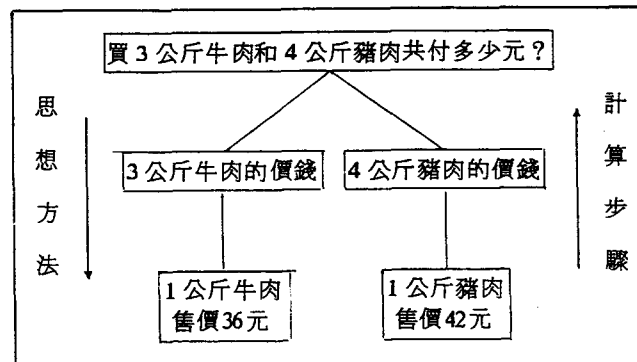 買3公斤牛肉和4公斤豬肉共付多少元？
思想方法
計算步驟
3公斤牛肉的價錢
4公斤豬肉的價錢
1公斤牛肉
售價36元
1公斤豬肉
售價42元